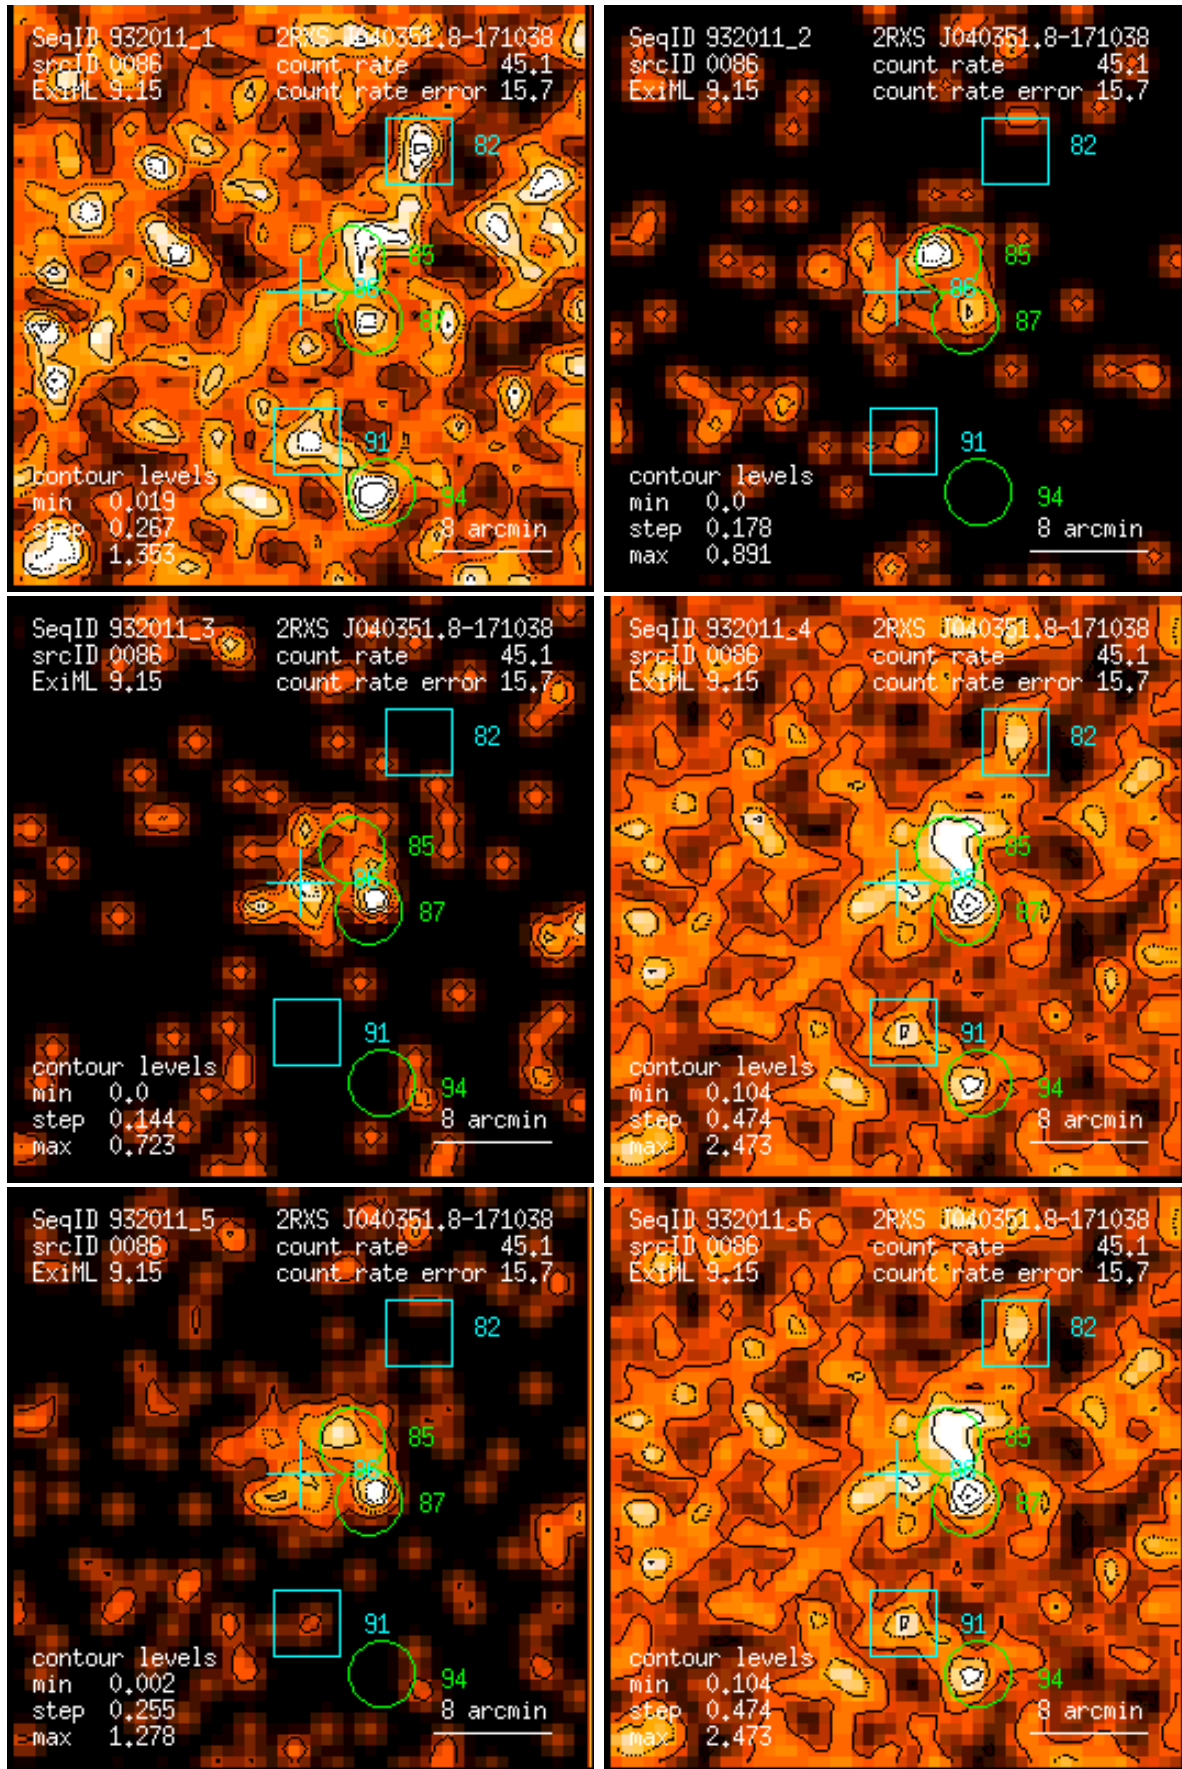 SeqID 932011_1 2RXS J040351.8-171038
srcID 0086 count rate 45.1
ExiML 9.15 count rate error 15.7
82
85
86
87
91
contour levels
min 0.019 94
step 0.267 8 arcmin
1.353
SeqID 932011_2 2RXS J040351.8-171038
srcID 0086 count rate 45.1
ExiML 9.15 count rate error 15.7
82
85
86
87
91
contour levels
min 0.0 94
step 0.178 8 arcmin
max 0.891
SeqID 932011_3 2RXS J040351.8-171038
srcID 0086 count rate 45.1
ExiML 9.15 count rate error 15.7
82
85
86
87
91
contour levels
min 0.0 94
step 0.144 8 arcmin
max 0.723
SeqID 932011_4 2RXS J040351.8-171038
srcID 0086 count rate 45.1
ExiML 9.15 count rate error 15.7
82
85
86
87
91
contour levels
min 0.104 94
step 0.474 8 arcmin
max 2.473
SeqID 932011_5 2RXS J040351.8-171038
srcID 0086 count rate 45.1
ExiML 9.15 count rate error 15.7
82
85
86
87
91
contour levels
min 0.002 94
step 0.255 8 arcmin
max 1.278
SeqID 932011_6 2RXS J040351.8-171038
srcID 0086 count rate 45.1
ExiML 9.15 count rate error 15.7
82
85
86
87
91
contour levels
min 0.104 94
step 0.474 8 arcmin
max 2.473